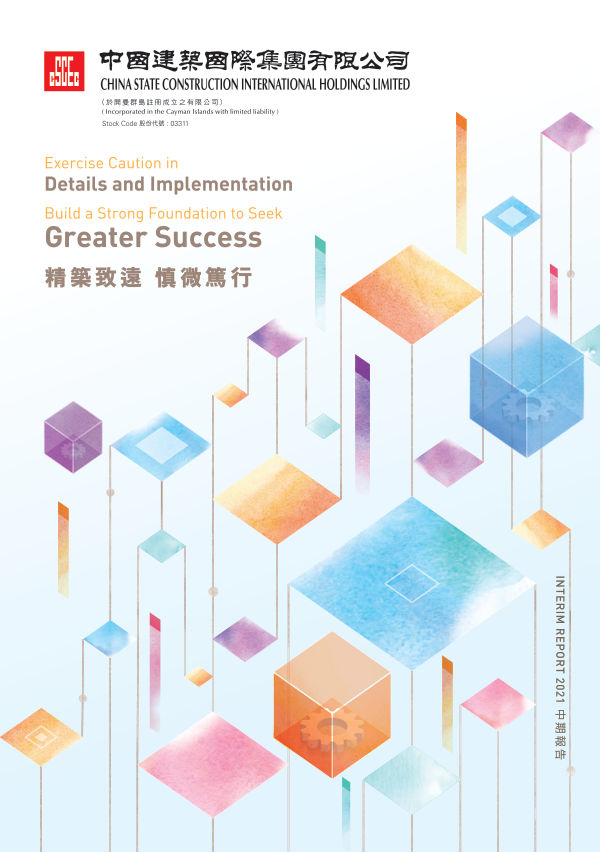 CSCEC
中國建築國際集團有限公司
CHINA STATE CONSTRUCTION INTERNATIONAL HOLDINGS LIMITED
（於開曼群島註冊成立之有限公司）
( Incorporated in the Cayman Islands with limited liability )
Stock Code 股份代號 : 03311
Exercise Caution in
Details and Implementation
Build a Strong Foundation to Seek
Greater Success
精築致遠 慎微篤行
INTERIM REPORT 2021 中期報告